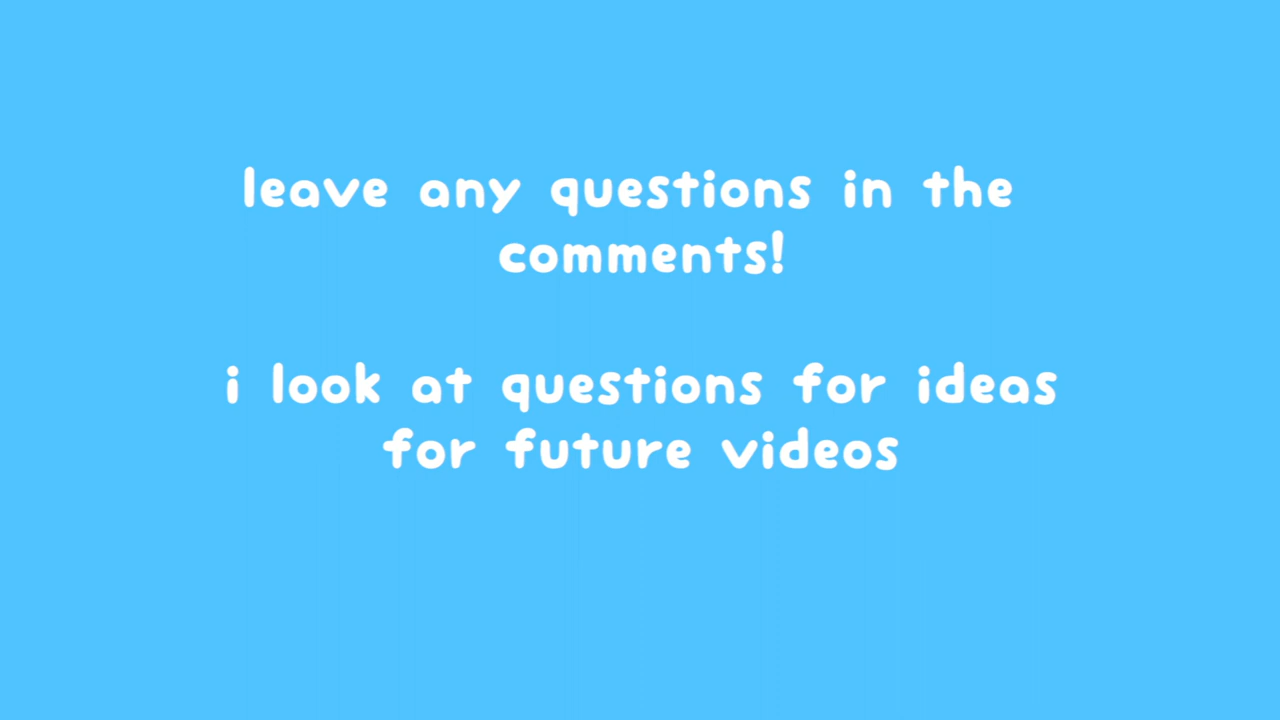 leave any questions in the
comments!
i look at questions for ideas
for future videos